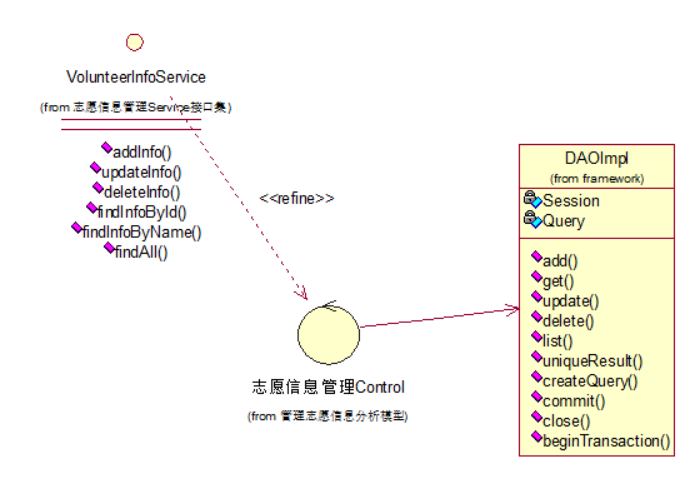 VolunteerInfoService
(from 志愿信息管理Service接口集)
addInfo()
updateInfo()
deleteInfo()
findInfoById()
findInfoByName()
findAll()
<<refine>>
志愿信息管理Control
(from 管理志愿信息分析模型)
DAOImpl
(from framework)
Session
Query
add()
get()
update()
delete()
list()
uniqueResult()
createQuery()
commit()
close()
beginTransaction()